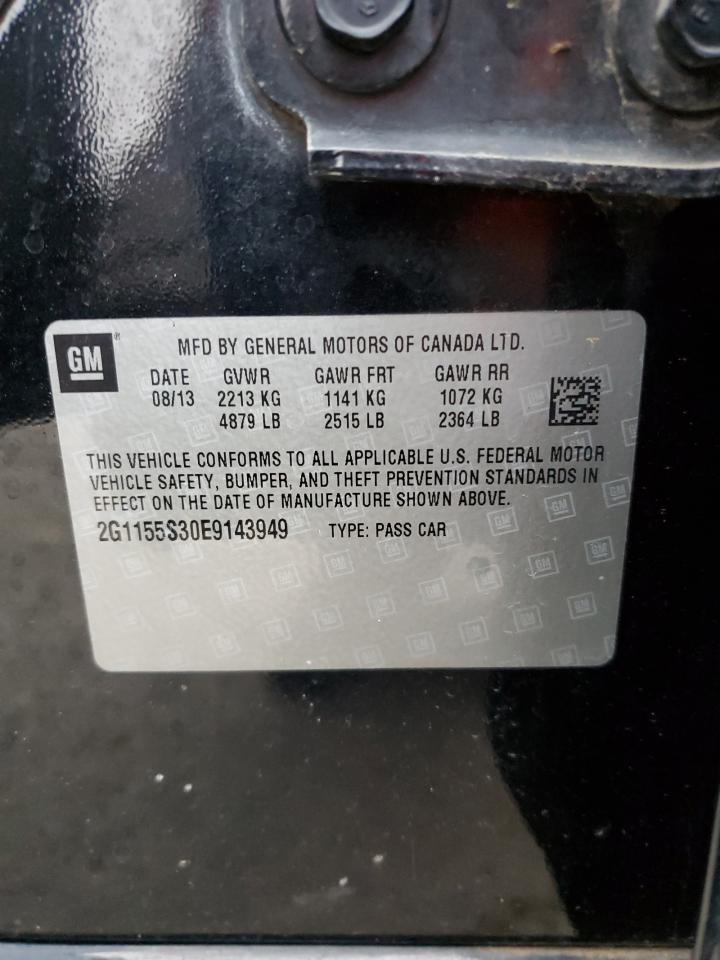 GM
MFD BY GENERAL MOTORS OF CANADA LTD.
DATE GVWR GAWR FRT GAWR RR
08/13 2213 KG 1141 KG 1072 KG
4879 LB 2515 LB 2364 LB
THIS VEHICLE CONFORMS TO ALL APPLICABLE U.S. FEDERAL MOTOR
VEHICLE SAFETY, BUMPER, AND THEFT PREVENTION STANDARDS IN
EFFECT ON THE DATE OF MANUFACTURE SHOWN ABOVE.
2G1155S30E9143949 TYPE: PASS CAR